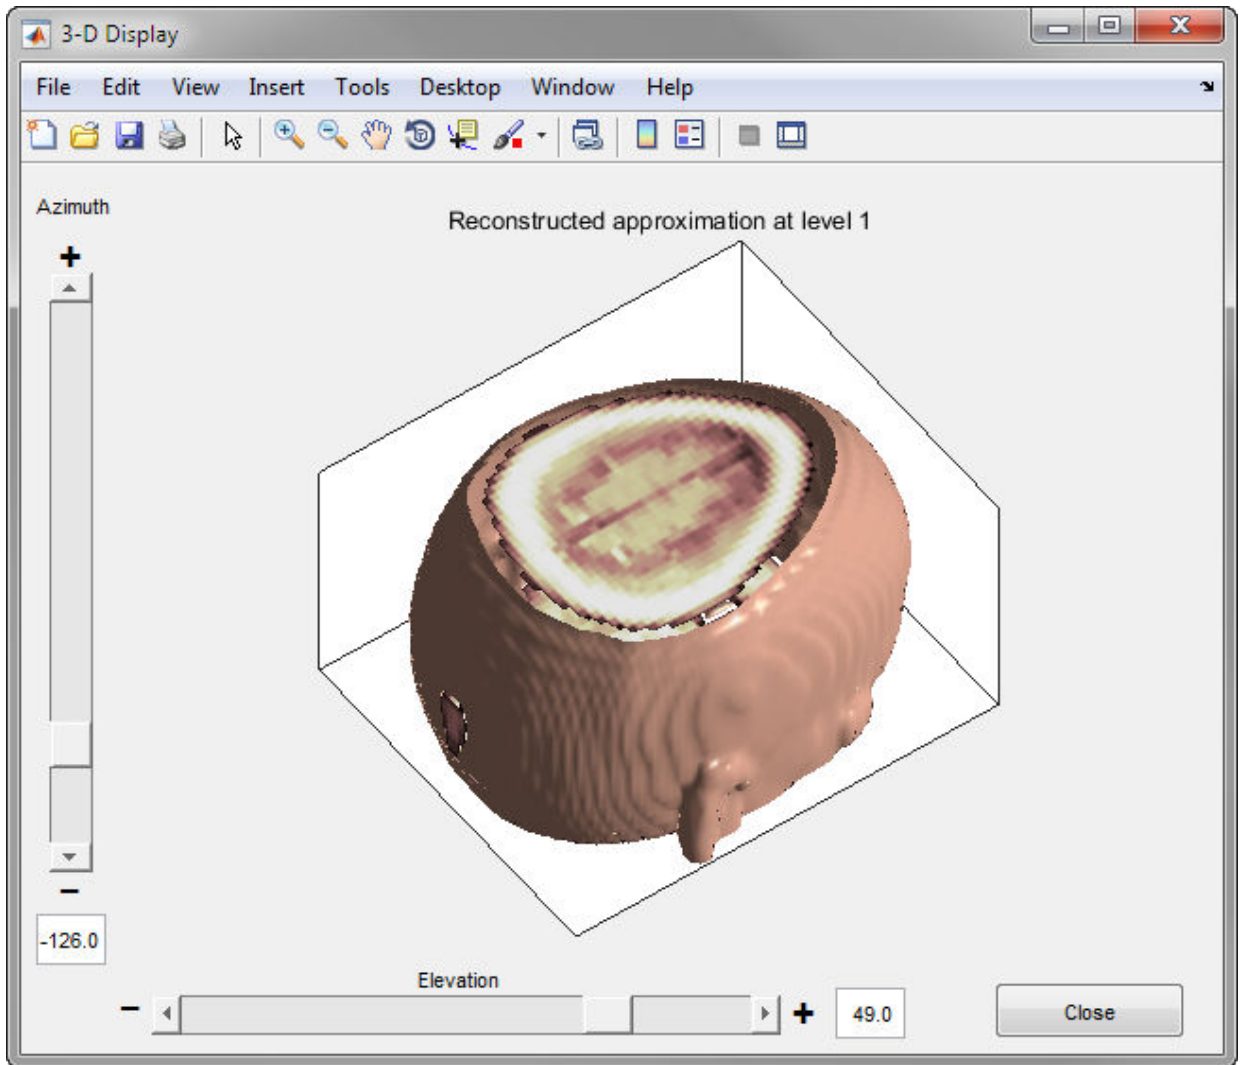 3-D Display
File Edit View Insert Tools Desktop Window Help
Azimuth
Reconstructed approximation at level 1
+
−
-126.0
Elevation
− + 49.0 Close